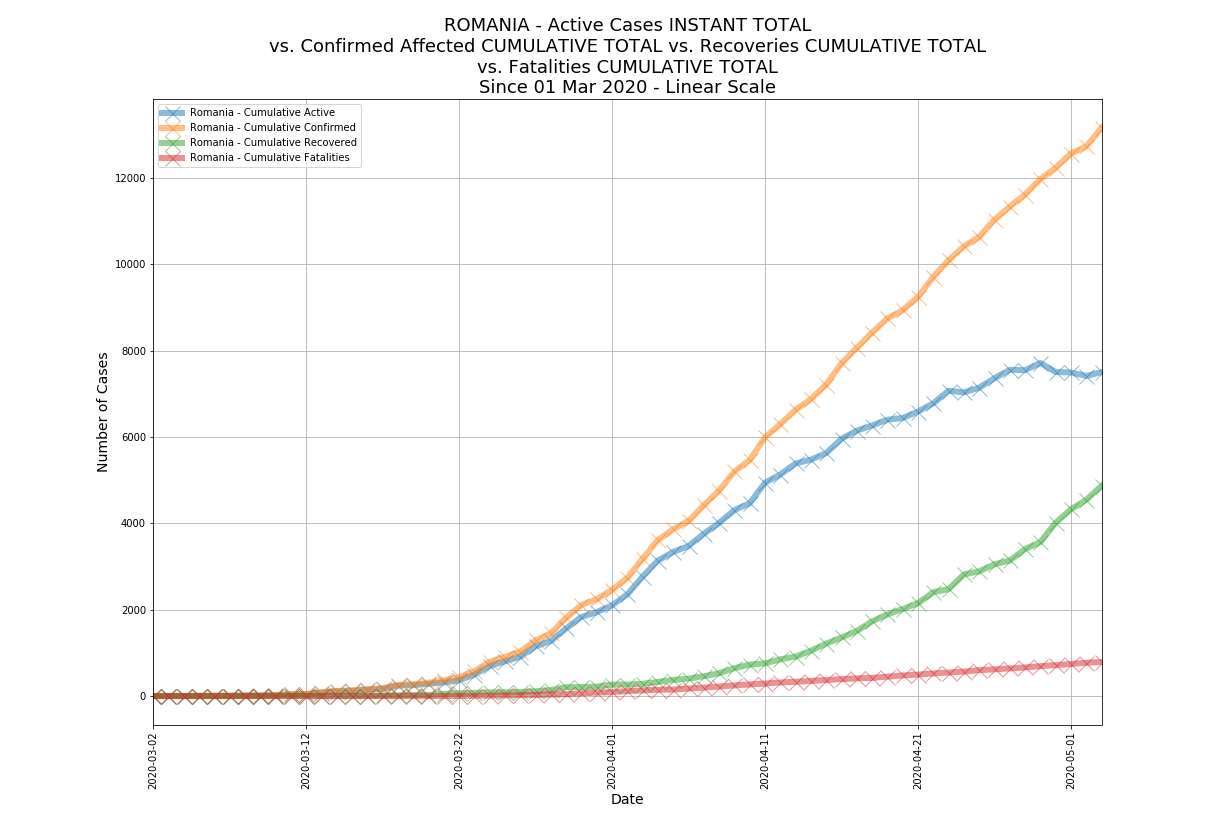 ROMANIA - Active Cases INSTANT TOTAL
vs. Confirmed Affected CUMULATIVE TOTAL vs. Recoveries CUMULATIVE TOTAL
vs. Fatalities CUMULATIVE TOTAL
Since 01 Mar 2020 - Linear Scale
Romania - Cumulative Active
Romania - Cumulative Confirmed
Romania - Cumulative Recovered
Romania - Cumulative Fatalities
Number of Cases
12000
10000
8000
6000
4000
2000
0
2020-03-02
2020-03-12
2020-03-22
2020-04-01
2020-04-11
2020-04-21
2020-05-01
Date